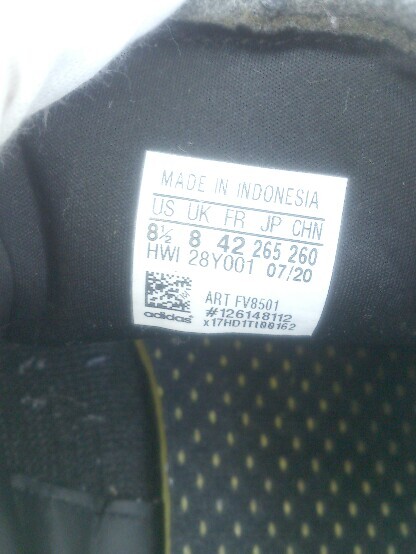 MADE IN INDONESIA
US UK FR JP CHN
8½ 8 42 265 260
HWI 28Y001 07/20
ART FV8501
adidas #126148112
x17HD1T100162